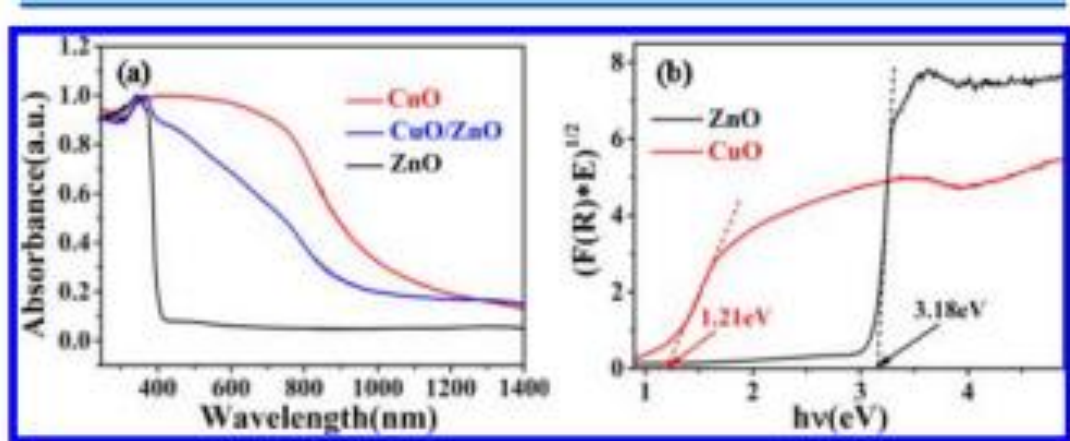 1.2
1.0
0.8
0.6
0.4
0.2
0.0
Absorbance(a.u.)
(a)
CuO
CuO/ZnO
ZnO
400 600 800 1000 1200 1400
Wavelength(nm)
8
6
4
2
0
(F(R)*E)^1/2
(b)
ZnO
CuO
1.21eV
3.18eV
1 2 3 4
hν(eV)